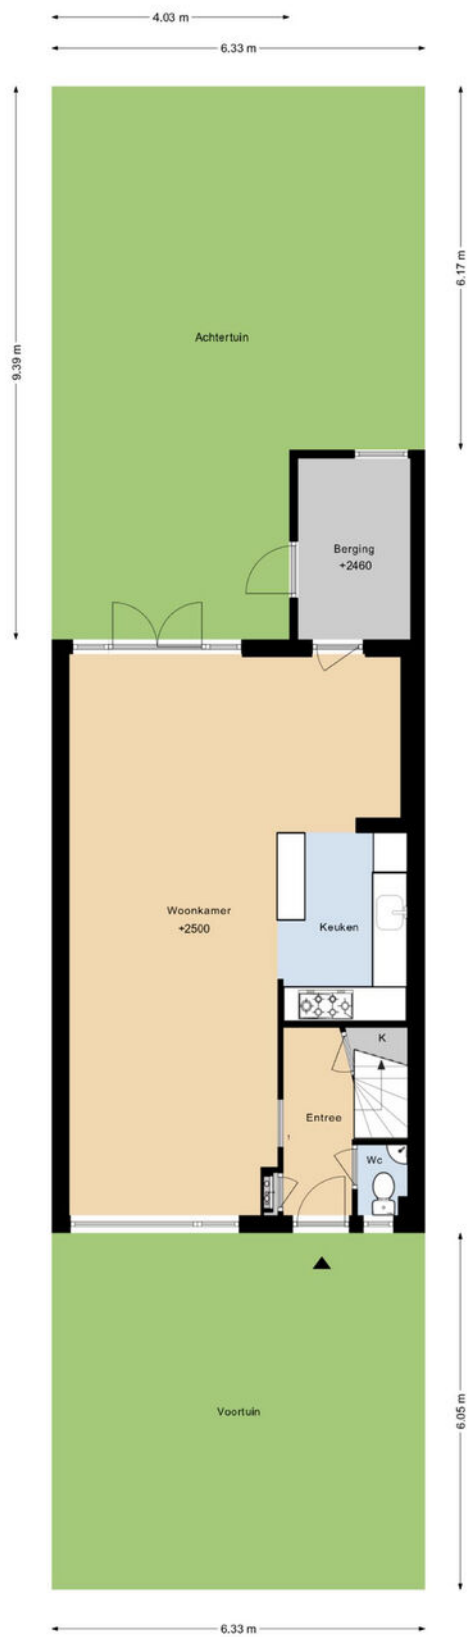 4.03 m
6.33 m
9.39 m
6.17 m
Achtertuin
Berging
+2460
Woonkamer
+2500
Keuken
K
Entree
Wc
Voortuin
6.05 m
6.33 m